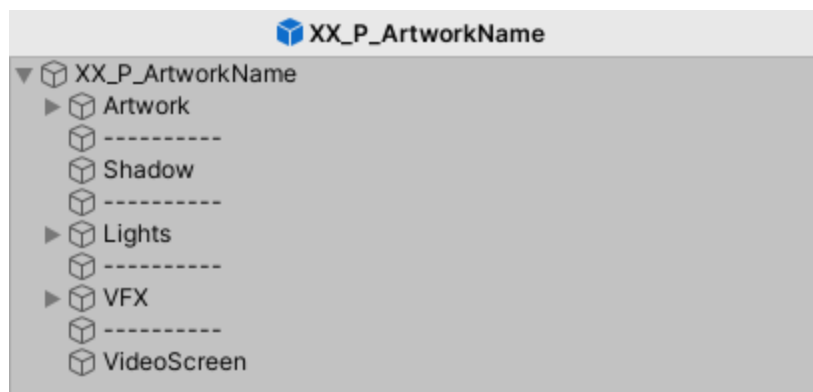 XX_P_ArtworkName
XX_P_ArtworkName
Artwork
----------
Shadow
----------
Lights
----------
VFX
----------
VideoScreen